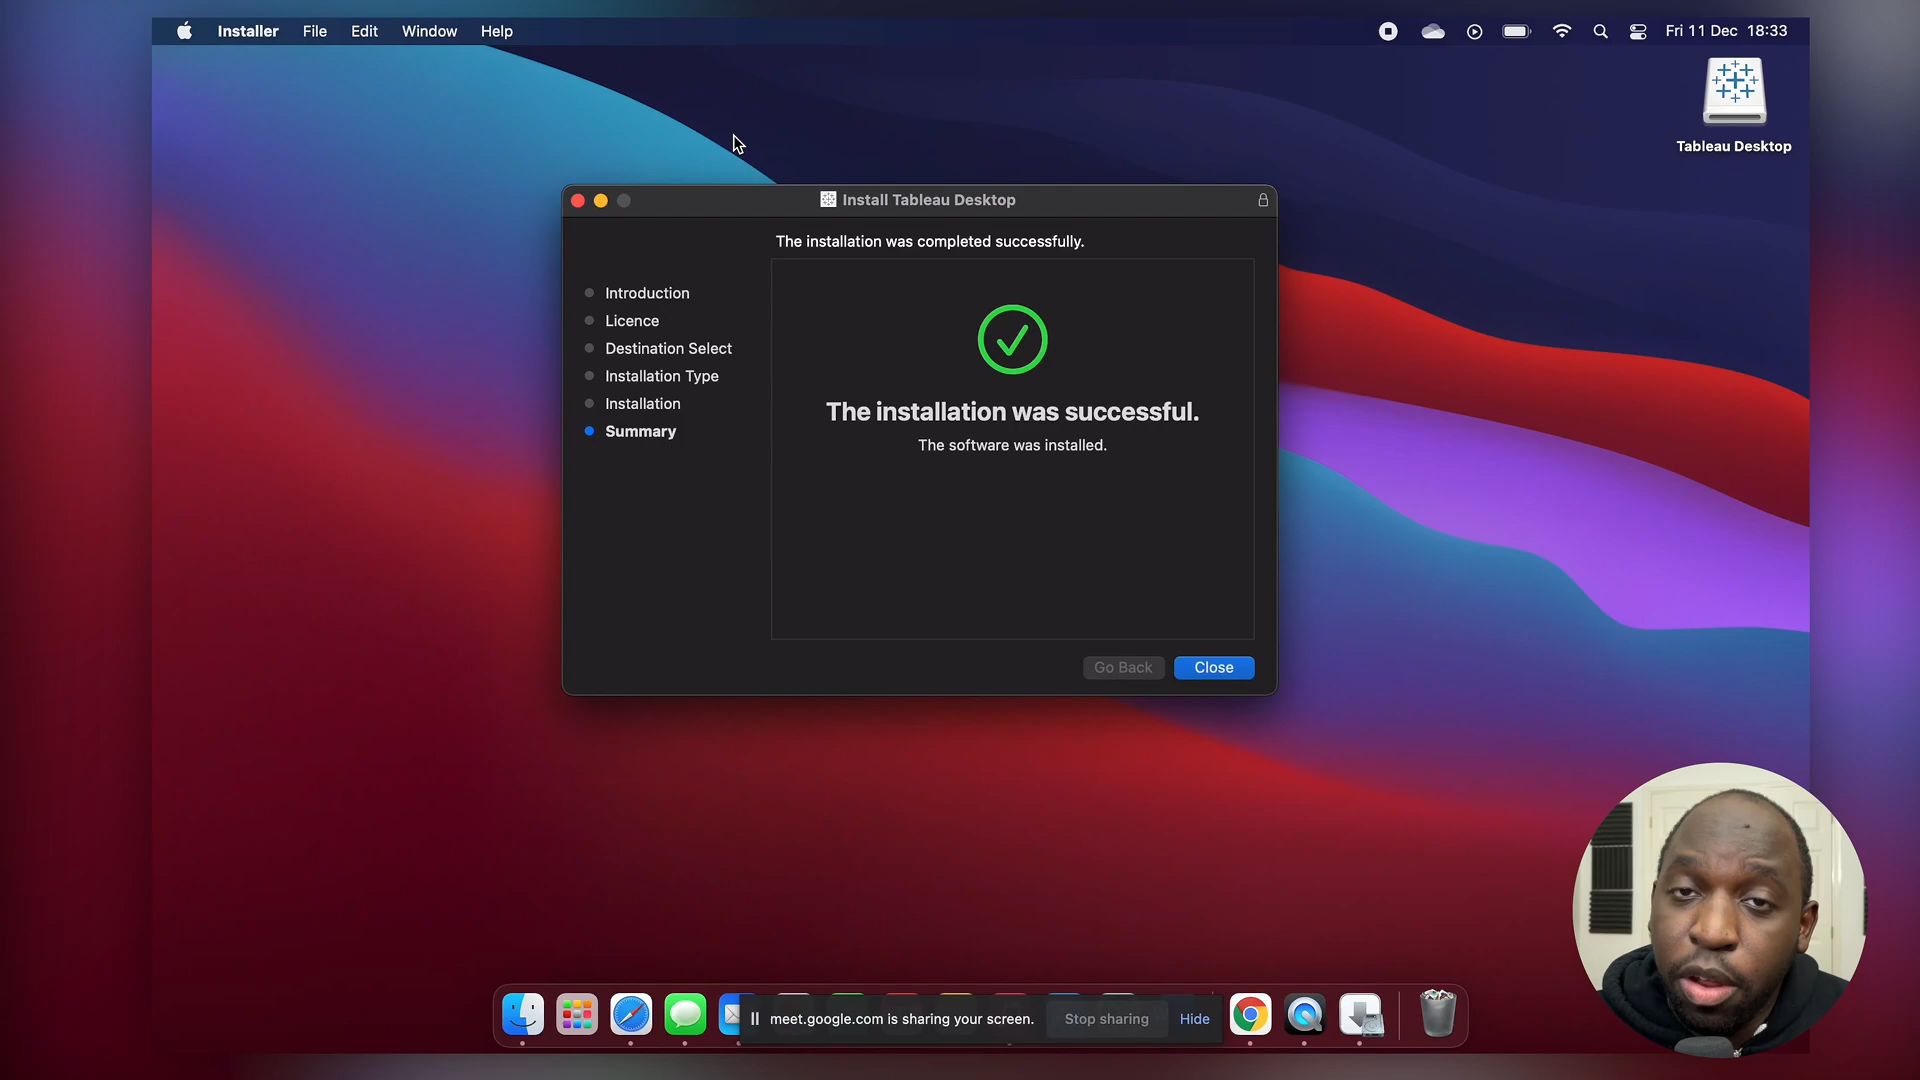 Installer File Edit Window Help Fri 11 Dec 18:33
Tableau Desktop
Install Tableau Desktop
The installation was completed successfully.
Introduction
Licence
Destination Select
Installation Type
Installation
Summary
The installation was successful.
The software was installed.
Go Back Close
meet.google.com is sharing your screen. Stop sharing Hide